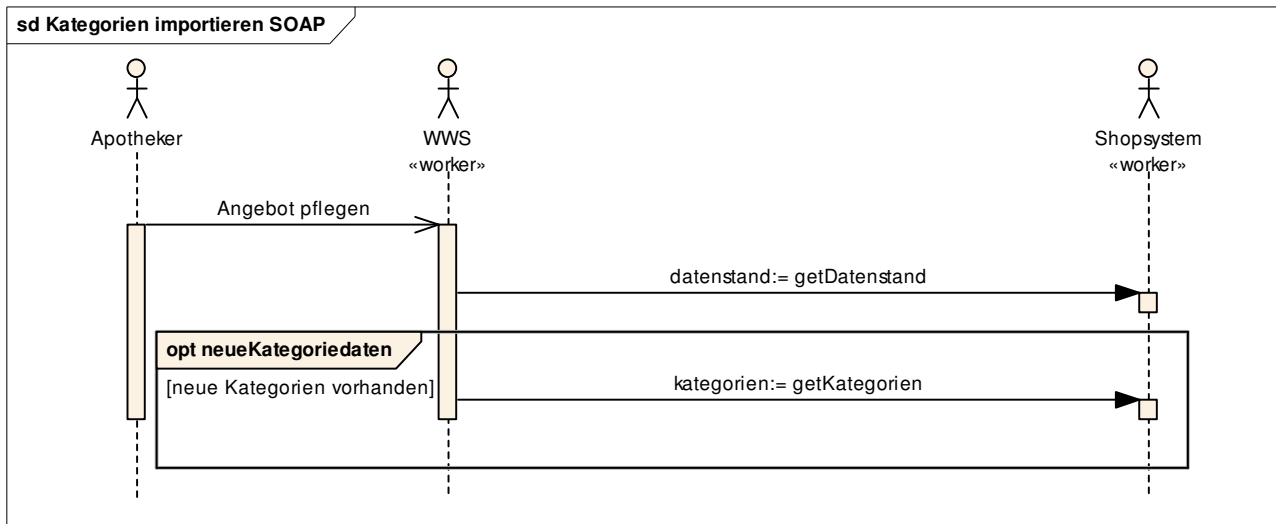 sd Kategorien importieren SOAP
Apotheker
WWS
«worker»
Shopsystem
«worker»
Angebot pflegen
datenstand:= getDatenstand
opt neueKategoriedaten
[neue Kategorien vorhanden]
kategorien:= getKategorien